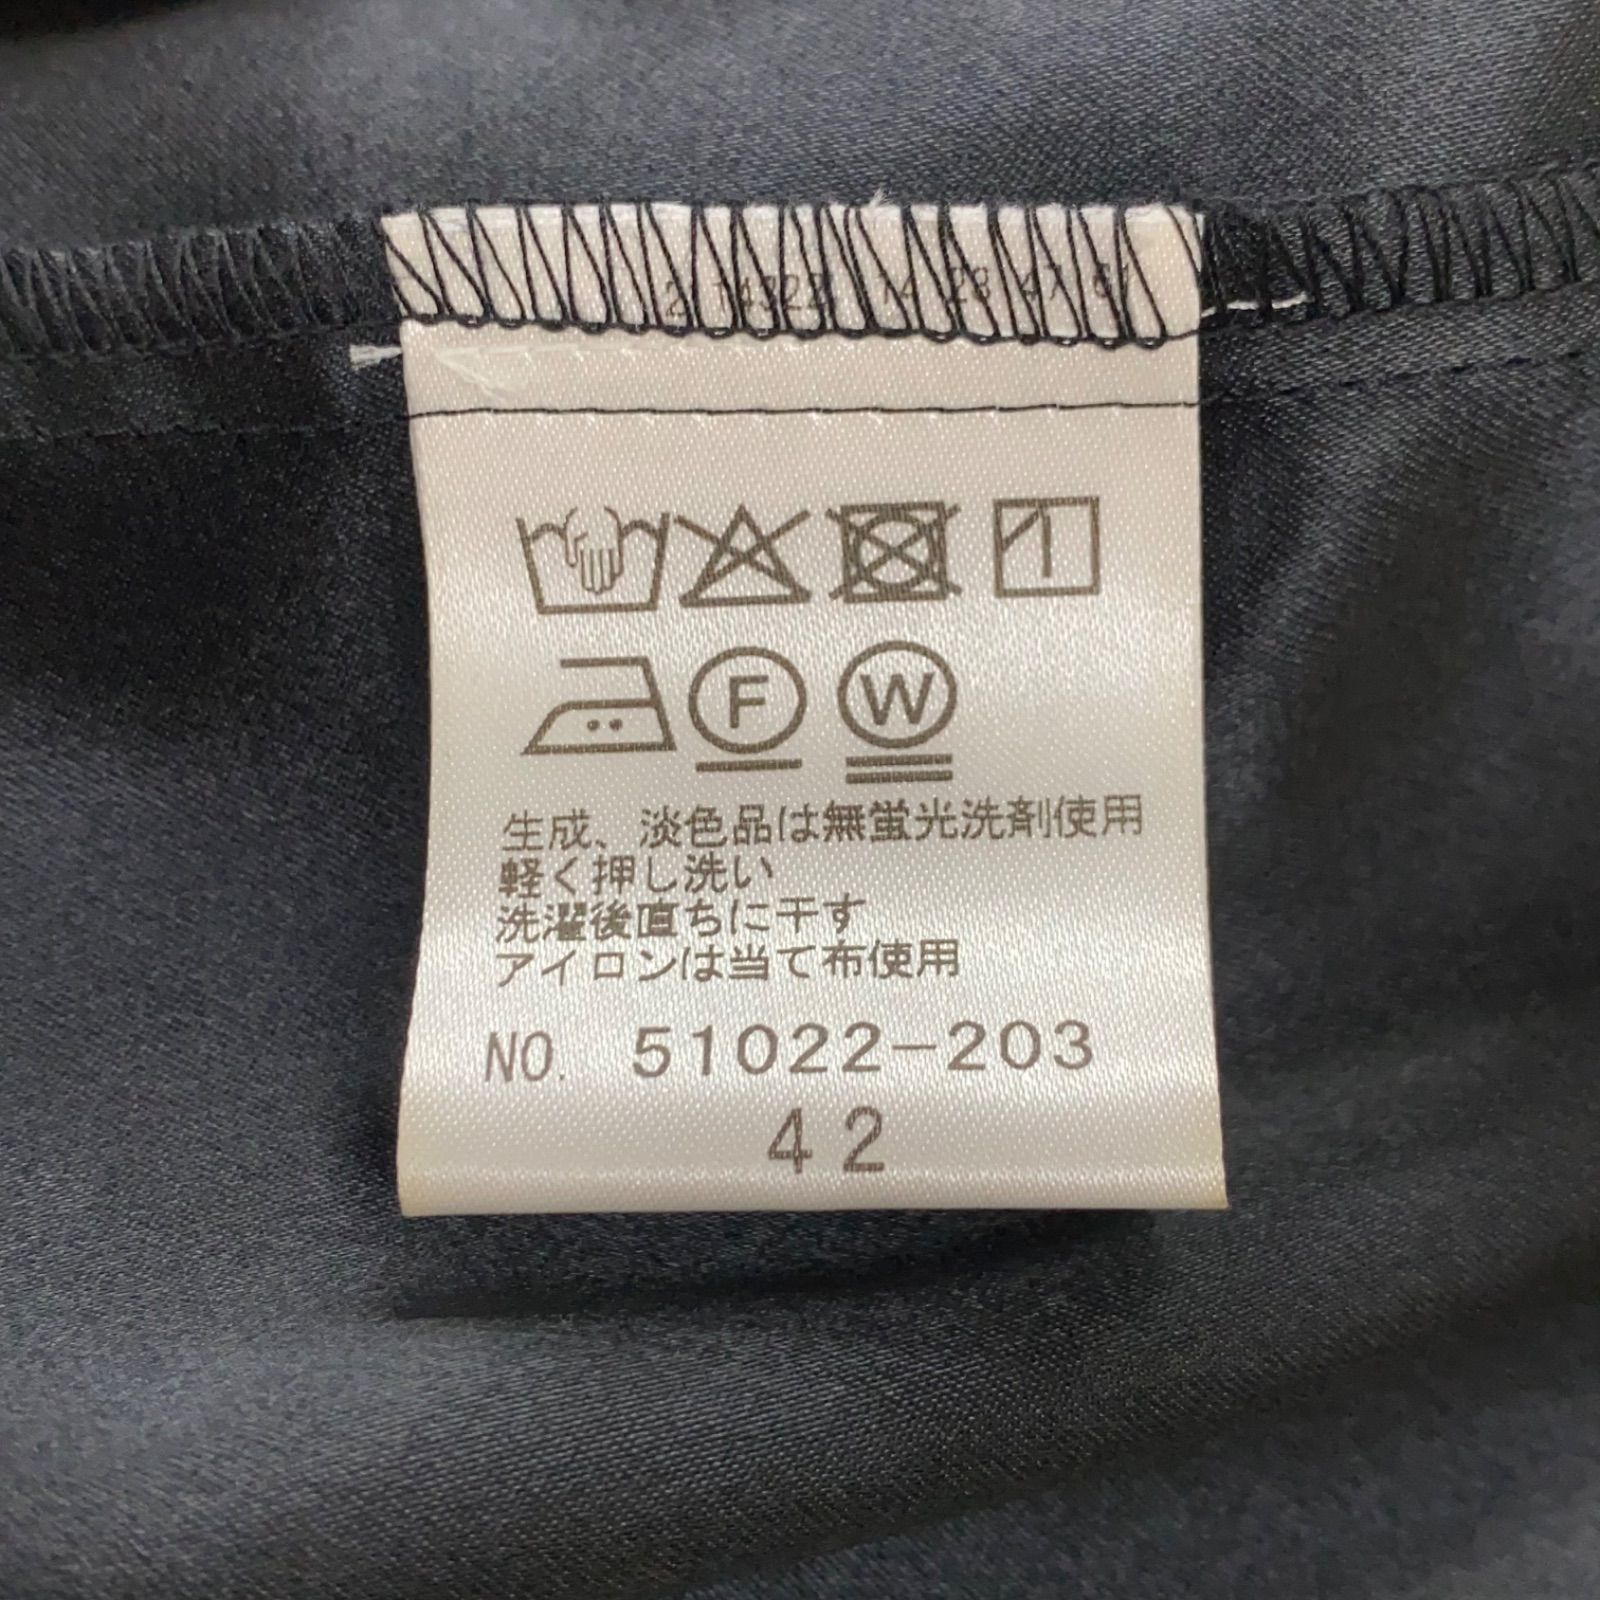 F W
生成、淡色品は無蛍光洗剤使用
軽く押し洗い
洗濯後直ちに干す
アイロンは当て布使用
NO. 51022-203
42